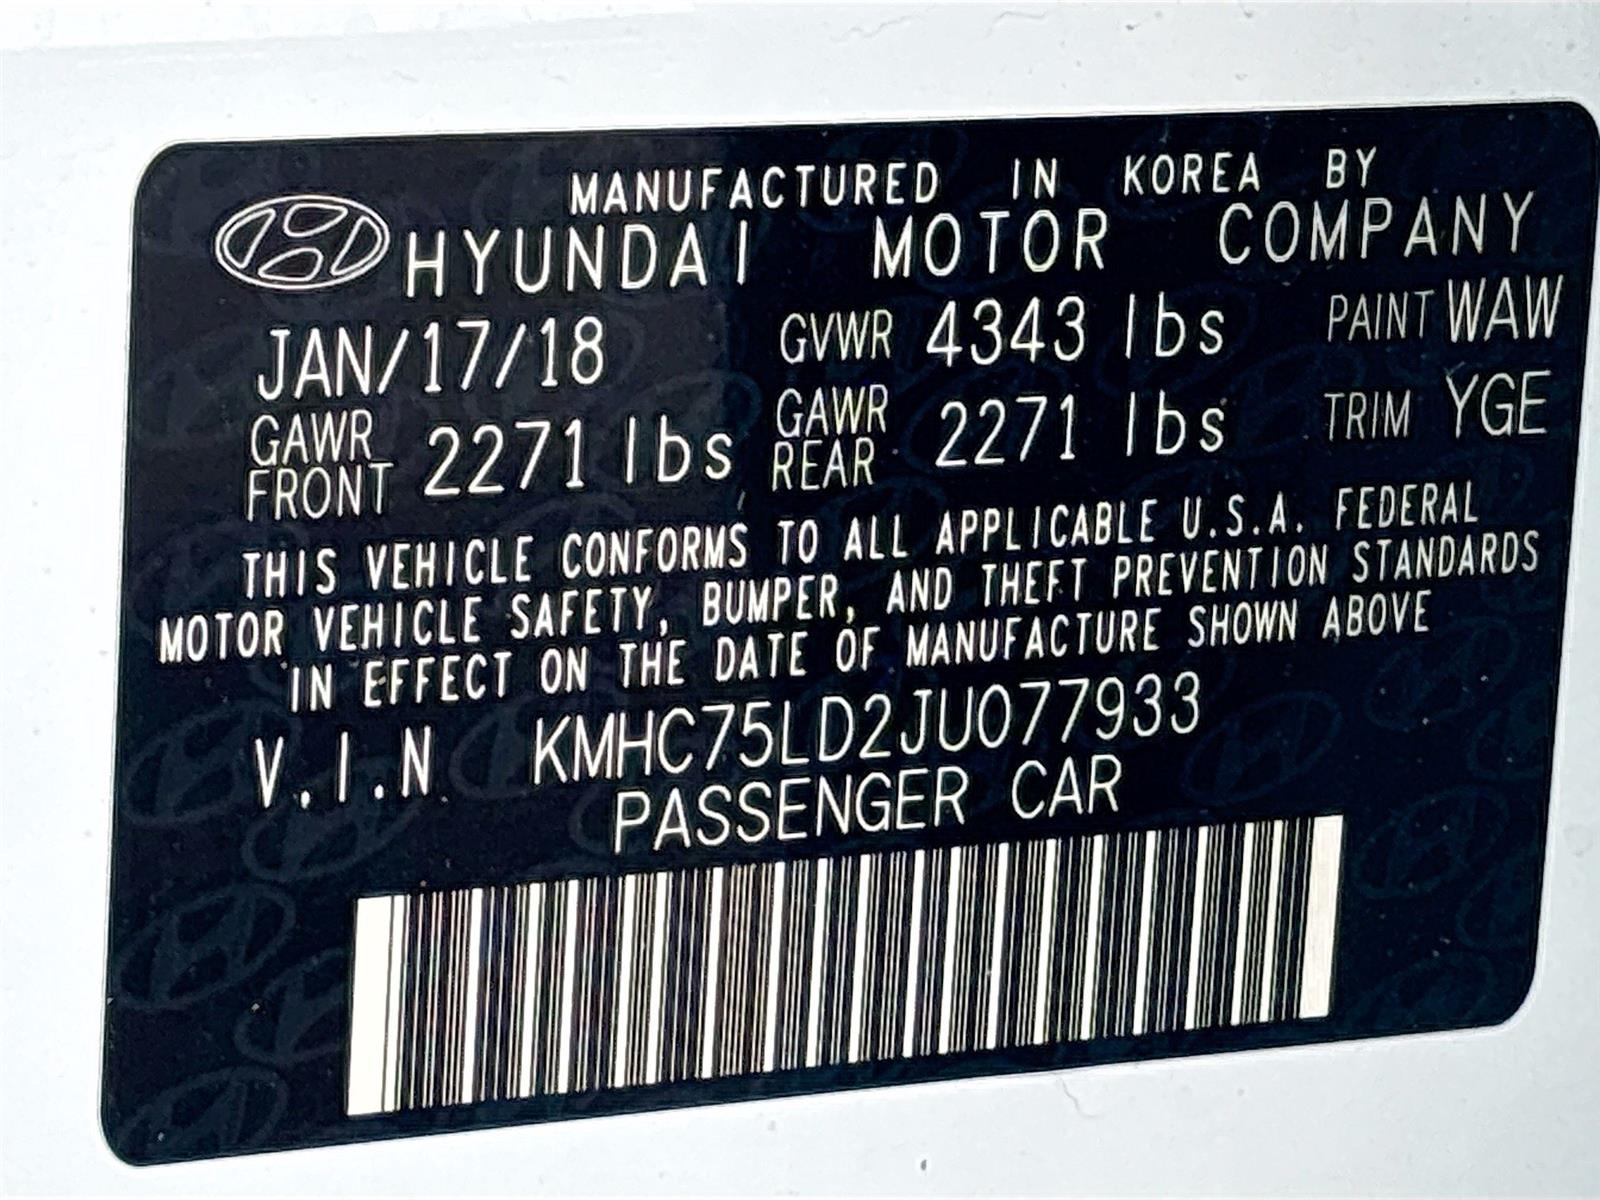 MANUFACTURED IN KOREA BY
HYUNDAI MOTOR COMPANY
JAN/17/18 GVWR 4343 lbs PAINT WAW
GAWR FRONT 2271 lbs GAWR REAR 2271 lbs TRIM YGE
THIS VEHICLE CONFORMS TO ALL APPLICABLE U.S.A. FEDERAL
MOTOR VEHICLE SAFETY, BUMPER, AND THEFT PREVENTION STANDARDS
IN EFFECT ON THE DATE OF MANUFACTURE SHOWN ABOVE
V.I.N KMHC75LD2JU077933
PASSENGER CAR